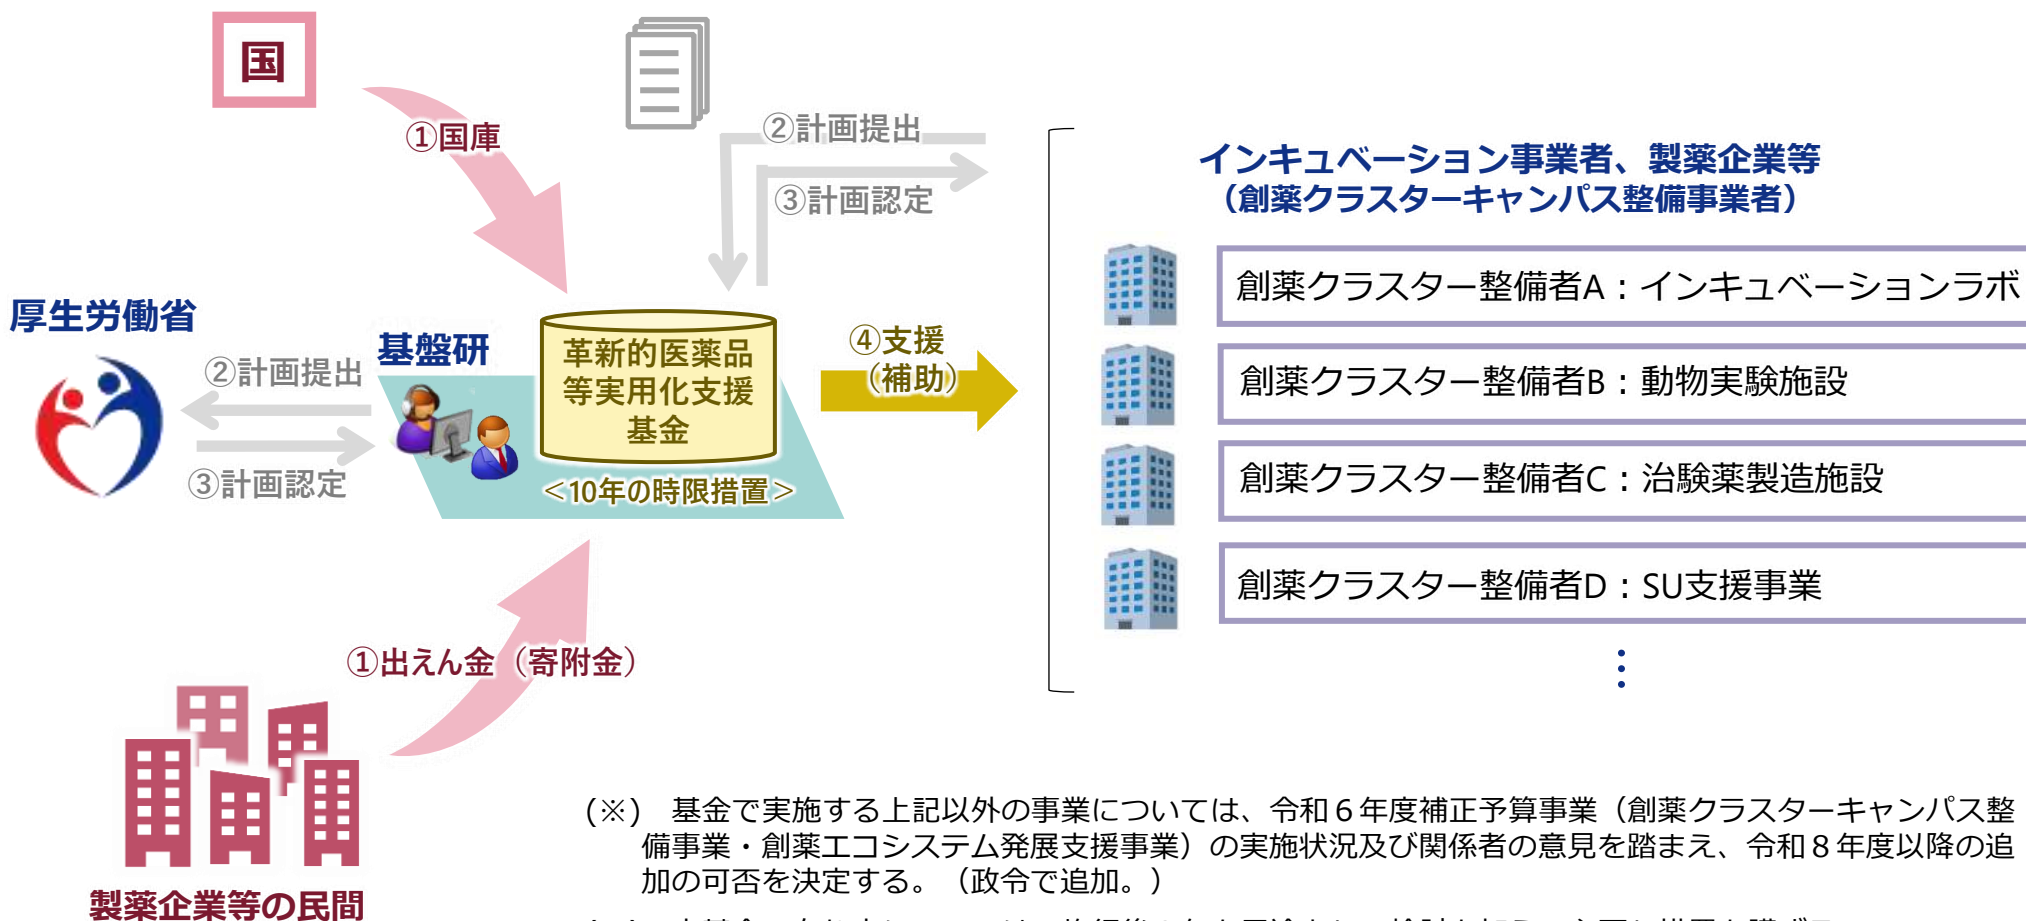 国
①国庫
②計画提出
③計画認定
インキュベーション事業者、製薬企業等
（創薬クラスターキャンパス整備事業者）
創薬クラスター整備者A：インキュベーションラボ
創薬クラスター整備者B：動物実験施設
創薬クラスター整備者C：治験薬製造施設
創薬クラスター整備者D：SU支援事業
⋮
厚生労働省
②計画提出
③計画認定
基盤研
革新的医薬品
等実用化支援
基金
＜10年の時限措置＞
④支援
（補助）
①出えん金（寄附金）
製薬企業等の民間
(※)　基金で実施する上記以外の事業については、令和６年度補正予算事業（創薬クラスターキャンパス整
備事業・創薬エコシステム発展支援事業）の実施状況及び関係者の意見を踏まえ、令和８年度以降の追
加の可否を決定する。（政令で追加。）